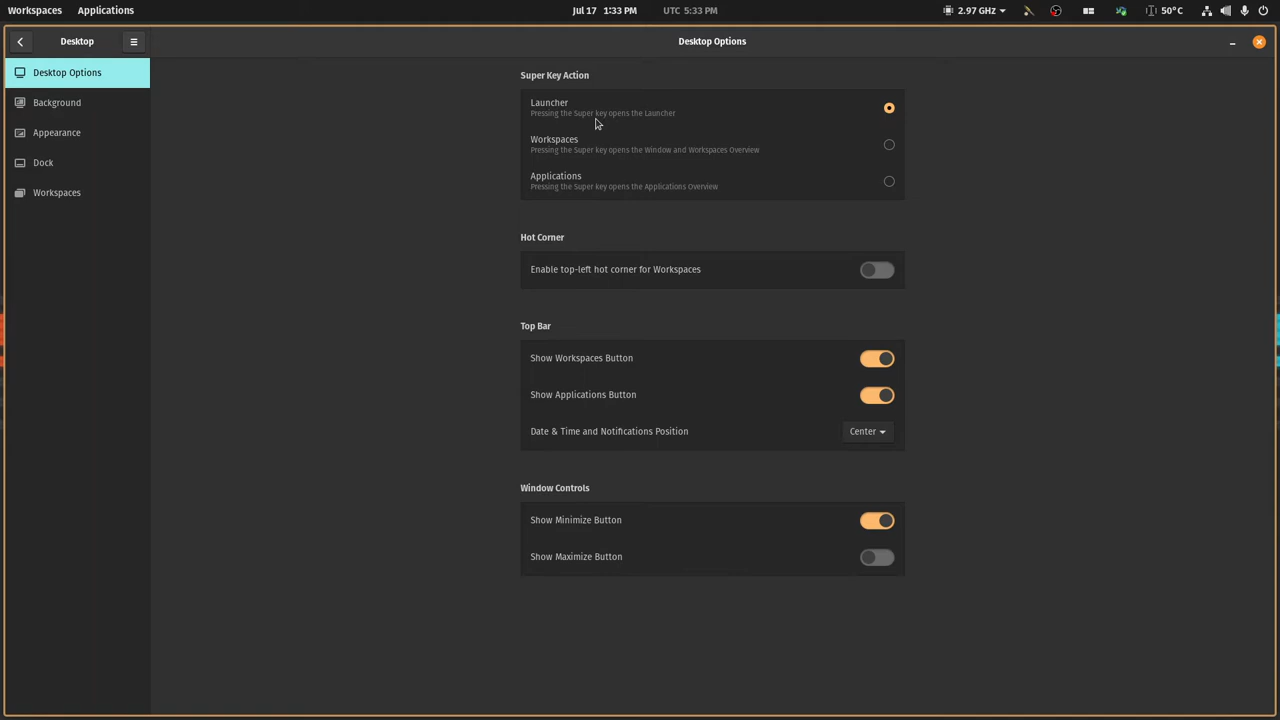 Workspaces Applications Jul 17 1:33 PM UTC 5:33 PM 2.97 GHz 50°C
Desktop Desktop Options
Desktop Options
Background
Appearance
Dock
Workspaces
Super Key Action
Launcher
Pressing the Super key opens the Launcher
Workspaces
Pressing the Super key opens the Window and Workspaces Overview
Applications
Pressing the Super key opens the Applications Overview
Hot Corner
Enable top-left hot corner for Workspaces
Top Bar
Show Workspaces Button
Show Applications Button
Date & Time and Notifications Position Center
Window Controls
Show Minimize Button
Show Maximize Button